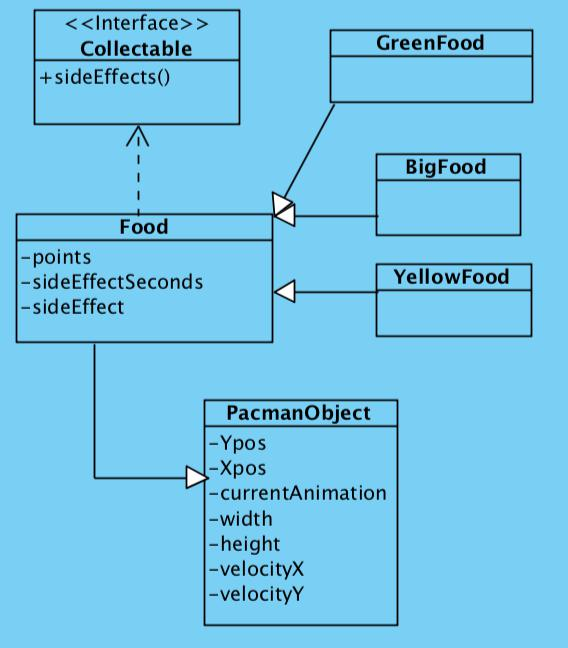 <<Interface>>
Collectable
+sideEffects()
GreenFood
BigFood
Food
-points
-sideEffectSeconds
-sideEffect
YellowFood
PacmanObject
-Ypos
-Xpos
-currentAnimation
-width
-height
-velocityX
-velocityY